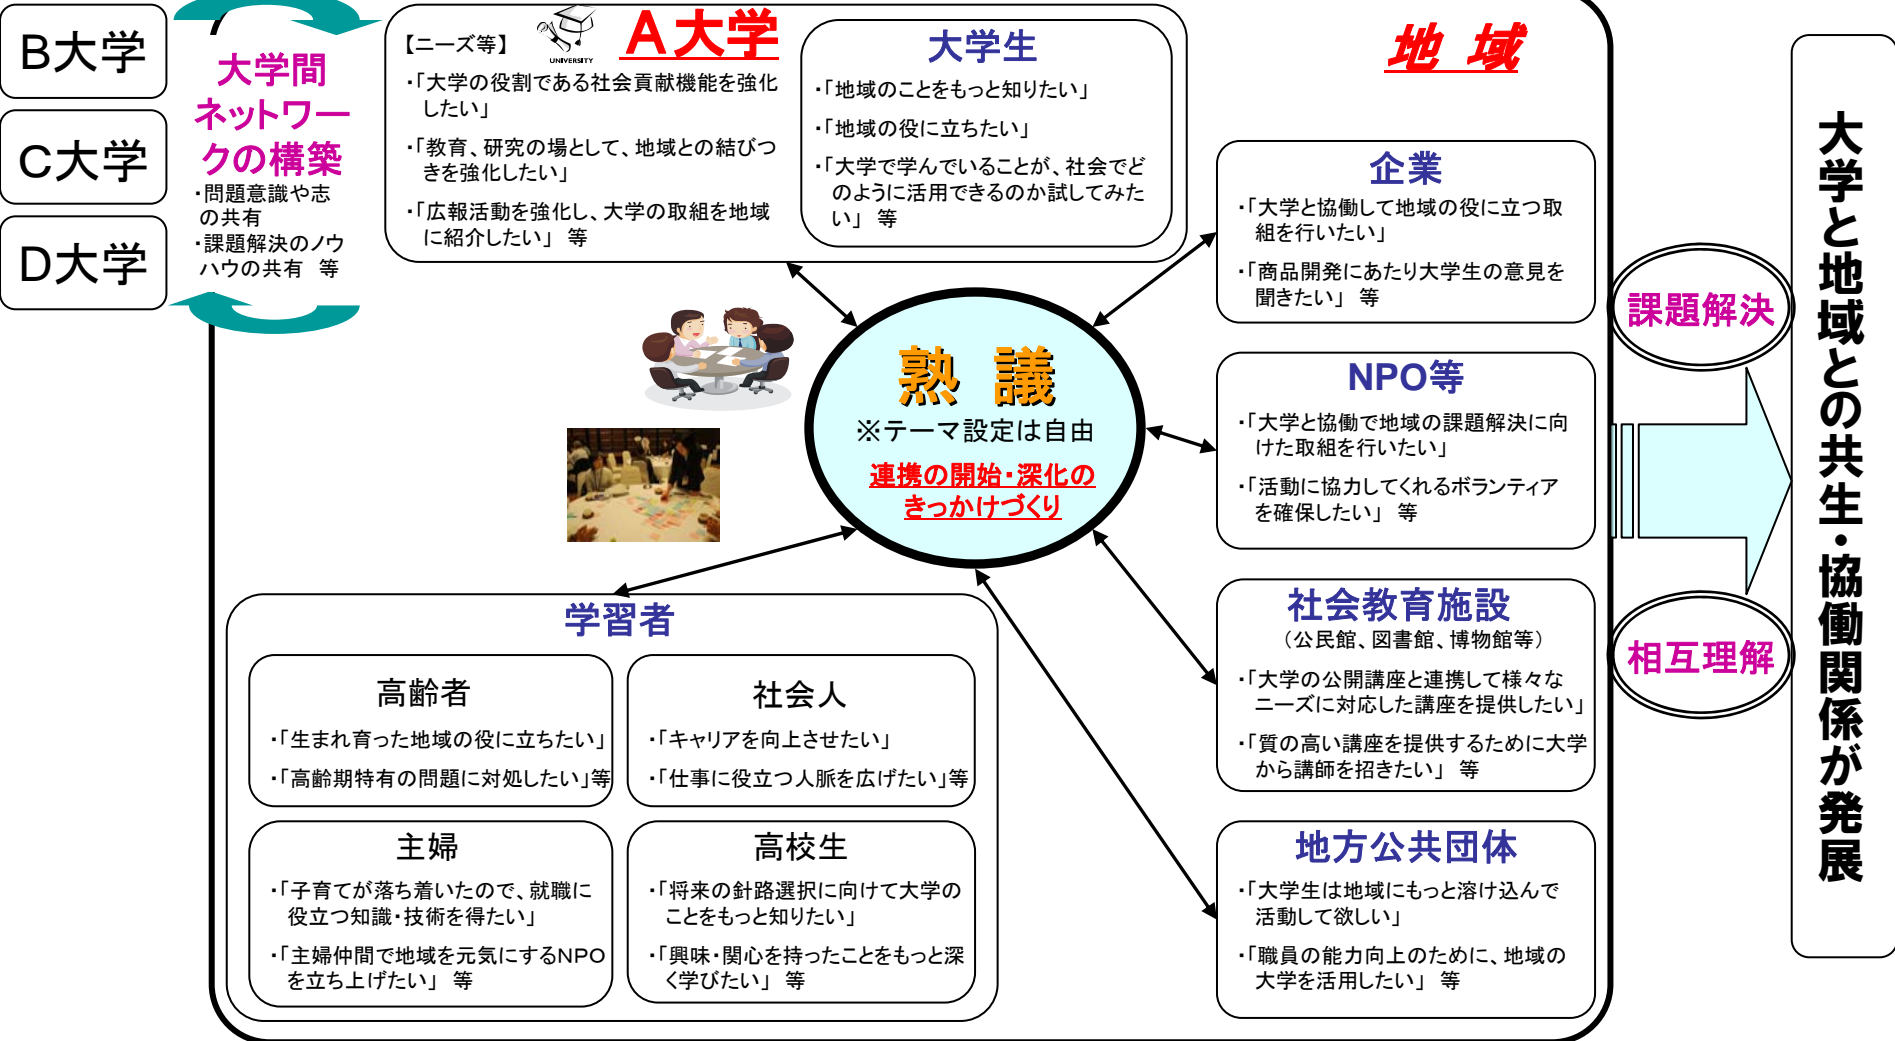 B大学
C大学
D大学
大学間
ネットワー
クの構築
・問題意識や志
の共有
・課題解決のノウ
ハウの共有　等
【ニーズ等】
UNIVERSITY
A大学
・「大学の役割である社会貢献機能を強化
したい」
・「教育、研究の場として、地域との結びつ
きを強化したい」
・「広報活動を強化し、大学の取組を地域
に紹介したい」　等
大学生
・「地域のことをもっと知りたい」
・「地域の役に立ちたい」
・「大学で学んでいることが、社会でど
のように活用できるのか試してみた
い」　等
地　域
企業
・「大学と協働して地域の役に立つ取
組を行いたい」
・「商品開発にあたり大学生の意見を
聞きたい」　等
NPO等
・「大学と協働で地域の課題解決に向
けた取組を行いたい」
・「活動に協力してくれるボランティア
を確保したい」　等
社会教育施設
（公民館、図書館、博物館等）
・「大学の公開講座と連携して様々な
ニーズに対応した講座を提供したい」
・「質の高い講座を提供するために大学
から講師を招きたい」　等
地方公共団体
・「大学生は地域にもっと溶け込んで
活動して欲しい」
・「職員の能力向上のために、地域の
大学を活用したい」　等
熟　議
※テーマ設定は自由
連携の開始・深化の
きっかけづくり
学習者
高齢者
・「生まれ育った地域の役に立ちたい」
・「高齢期特有の問題に対処したい」等
社会人
・「キャリアを向上させたい」
・「仕事に役立つ人脈を広げたい」等
主婦
・「子育てが落ち着いたので、就職に
役立つ知識・技術を得たい」
・「主婦仲間で地域を元気にするNPO
を立ち上げたい」　等
高校生
・「将来の針路選択に向けて大学の
ことをもっと知りたい」
・「興味・関心を持ったことをもっと深
く学びたい」　等
課題解決
相互理解
大学と地域との共生・協働関係が発展